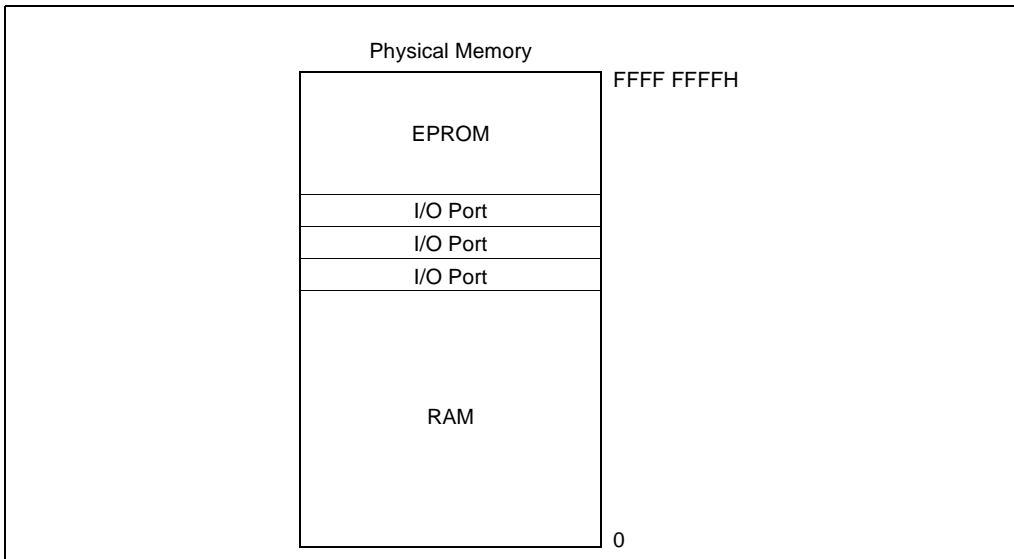 Physical Memory
FFFF FFFFH
EPROM
I/O Port
I/O Port
I/O Port
RAM
0